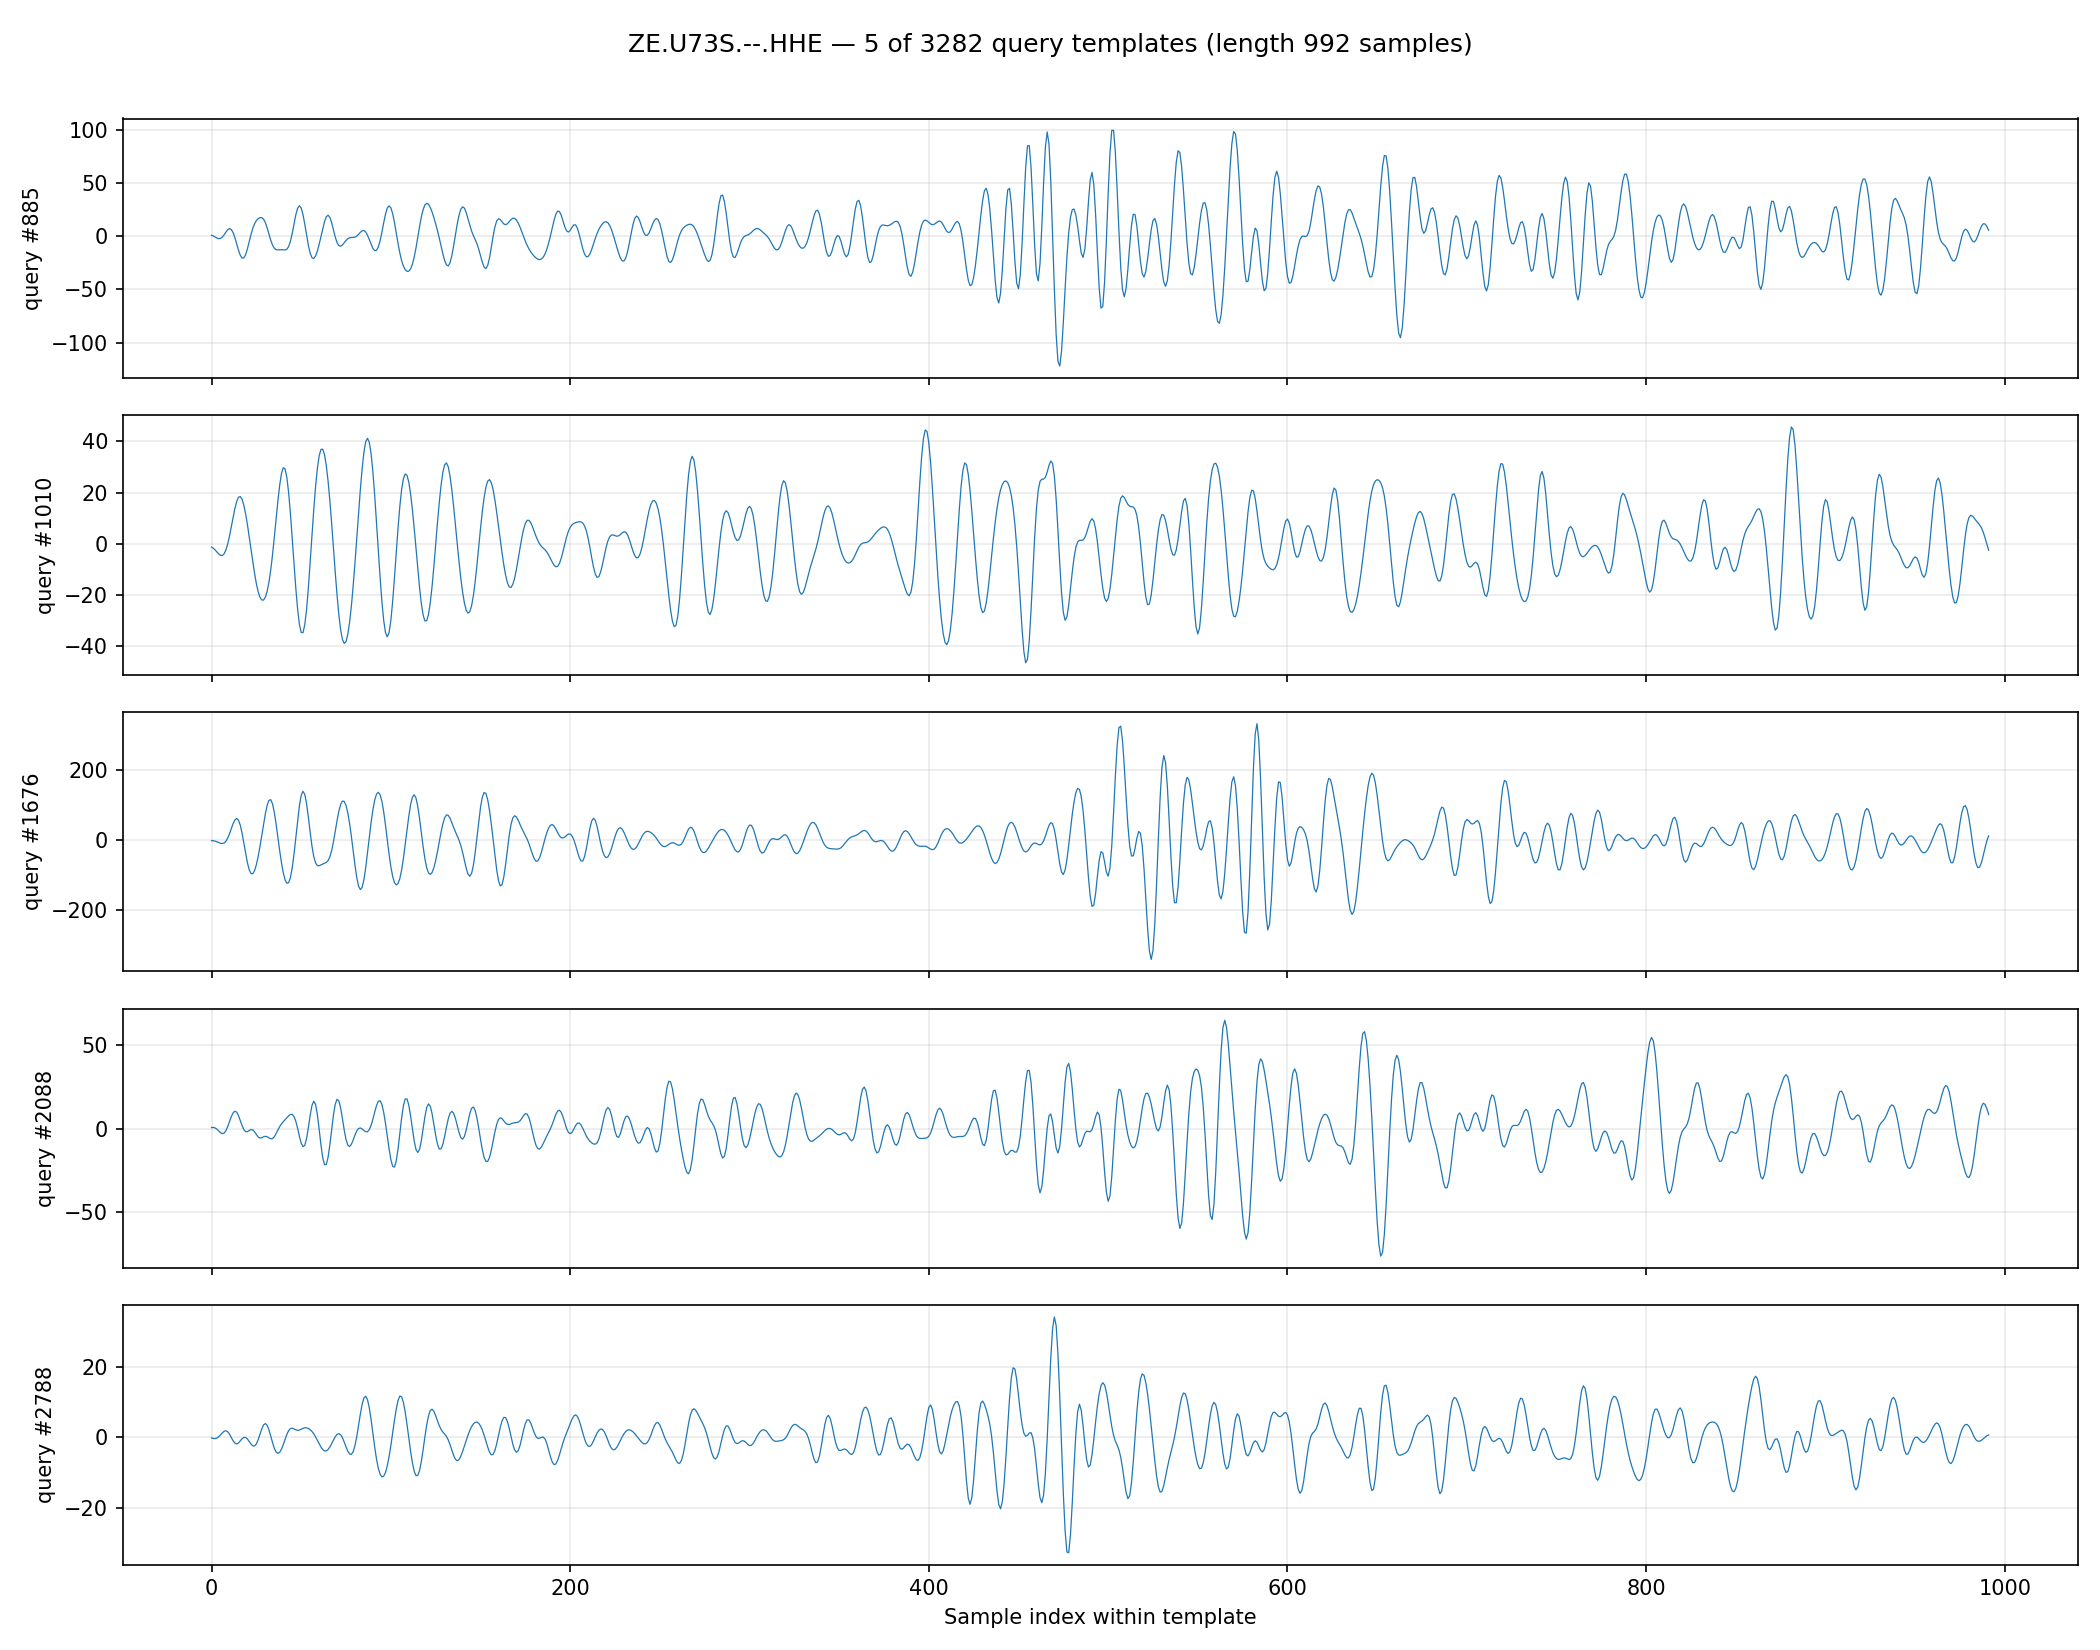 ZE.U73S.--.HHE — 5 of 3282 query templates (length 992 samples)
query #885
100
50
0
−50
−100
query #1010
40
20
0
−20
−40
query #1676
200
0
−200
query #2088
50
0
−50
query #2788
20
0
−20
0 200 400 600 800 1000
Sample index within template